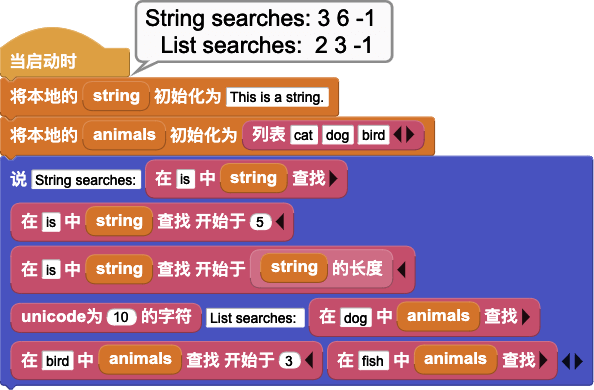 String searches: 3 6 -1
List searches: 2 3 -1
当启动时
将本地的 string 初始化为 This is a string.
将本地的 animals 初始化为 列表 cat dog bird
说 String searches: 在 is 中 string 查找
在 is 中 string 查找 开始于 5
在 is 中 string 查找 开始于 string 的长度
unicode为 10 的字符 List searches: 在 dog 中 animals 查找
在 bird 中 animals 查找 开始于 3 在 fish 中 animals 查找